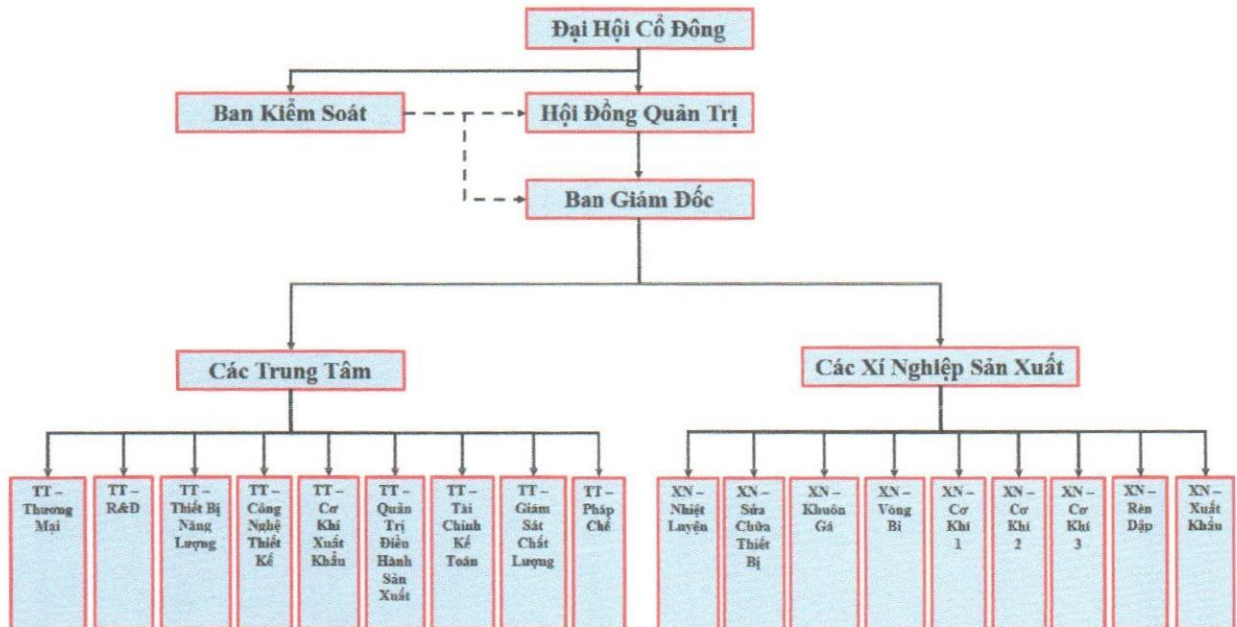 Đại Hội Cổ Đông
Ban Kiểm Soát
Hội Đồng Quản Trị
Ban Giám Đốc
Các Trung Tâm
Các Xí Nghiệp Sản Xuất
TT –
Thương
Mại
TT –
R&D
TT –
Thiết Bị
Năng
Lượng
TT –
Công
Nghệ
Thiết
Kế
TT –
Cơ
Khí
Xuất
Khẩu
TT –
Quản
Trị
Điều
Hành
Sản
Xuất
TT –
Tài
Chính
Kế
Toán
TT –
Giám
Sát
Chất
Lượng
TT –
Pháp
Chế
XN –
Nhiệt
Luyện
XN –
Sửa
Chữa
Thiết
Bị
XN –
Khuôn
Gá
XN –
Vòng
Bi
XN –
Cơ
Khí
1
XN –
Cơ
Khí
2
XN –
Cơ
Khí
3
XN –
Rèn
Dập
XN –
Xuất
Khẩu